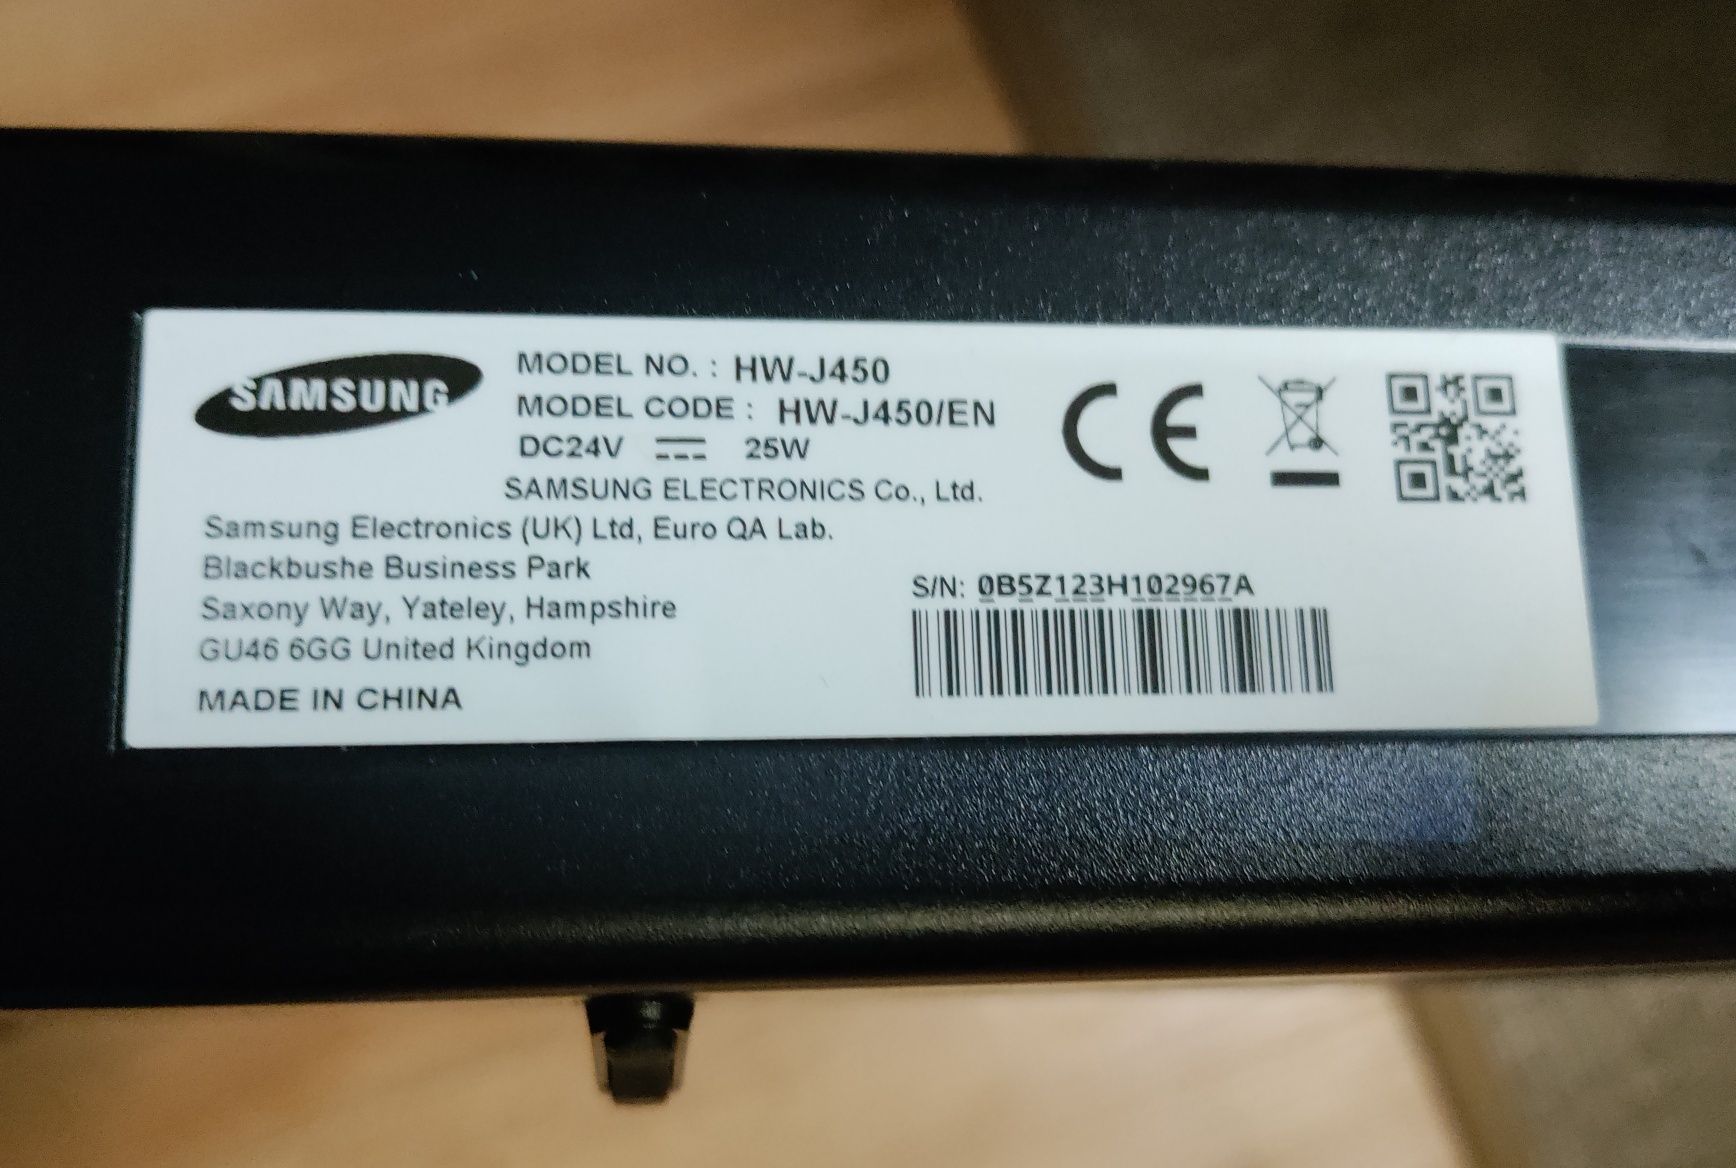 SAMSUNG
MODEL NO. : HW-J450
MODEL CODE : HW-J450/EN
DC24V ⎓ 25W
SAMSUNG ELECTRONICS Co., Ltd.
Samsung Electronics (UK) Ltd, Euro QA Lab.
Blackbushe Business Park
Saxony Way, Yateley, Hampshire
GU46 6GG United Kingdom
MADE IN CHINA
CE
S/N: 0B5Z123H102967A